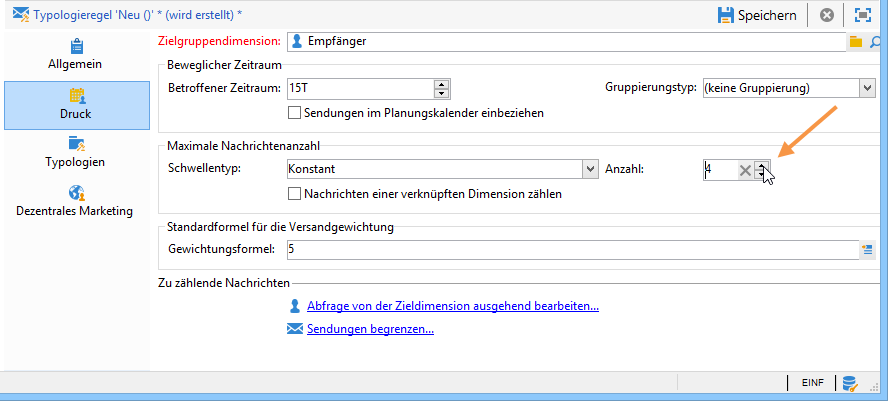 Typologieregel 'Neu ()' * (wird erstellt) *
Speichern
Allgemein
Druck
Typologien
Dezentrales Marketing
Zielgruppendimension: Empfänger
Beweglicher Zeitraum
Betroffener Zeitraum: 15T Gruppierungstyp: (keine Gruppierung)
Sendungen im Planungskalender einbeziehen
Maximale Nachrichtenanzahl
Schwellentyp: Konstant Anzahl: 4
Nachrichten einer verknüpften Dimension zählen
Standardformel für die Versandgewichtung
Gewichtungsformel: 5
Zu zählende Nachrichten
Abfrage von der Zieldimension ausgehend bearbeiten...
Sendungen begrenzen...
EINF